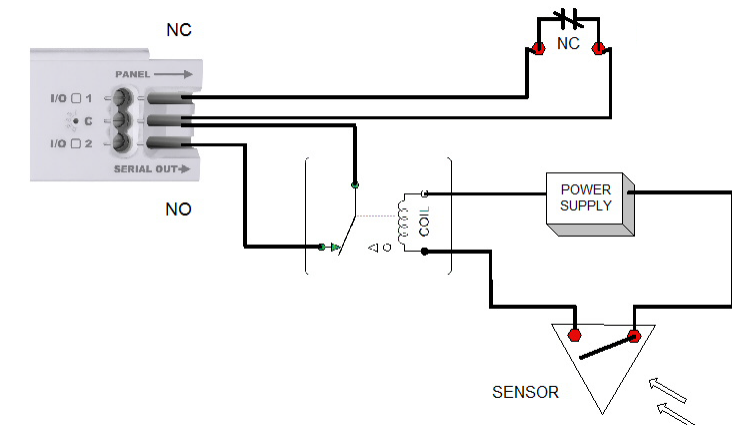 NC
NC
PANEL
I/O 1
C
I/O 2
SERIAL OUT
NO
COIL
POWER
SUPPLY
SENSOR